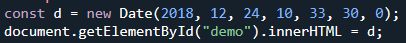 const d = new Date(2018, 12, 24, 10, 33, 30, 0);
document.getElementById("demo").innerHTML = d;